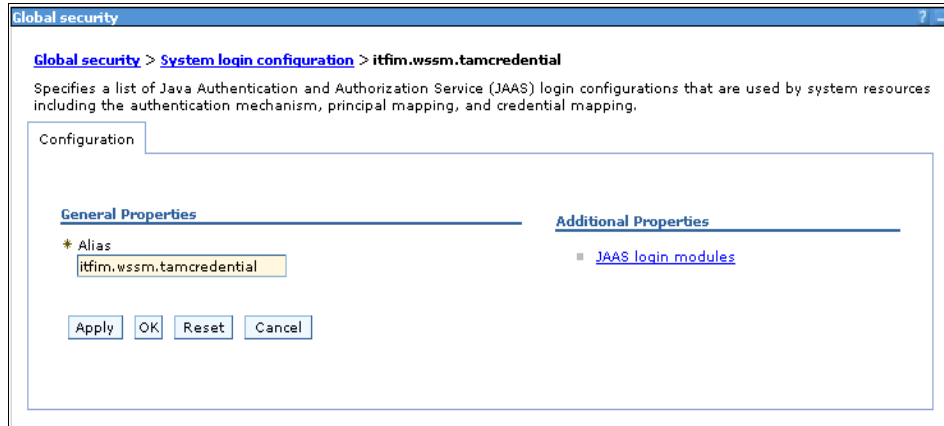 Global security ? –
Global security > System login configuration > itfim.wssm.tamcredential
Specifies a list of Java Authentication and Authorization Service (JAAS) login configurations that are used by system resources
including the authentication mechanism, principal mapping, and credential mapping.
Configuration
General Properties
* Alias
itfim.wssm.tamcredential
Apply OK Reset Cancel
Additional Properties
JAAS login modules